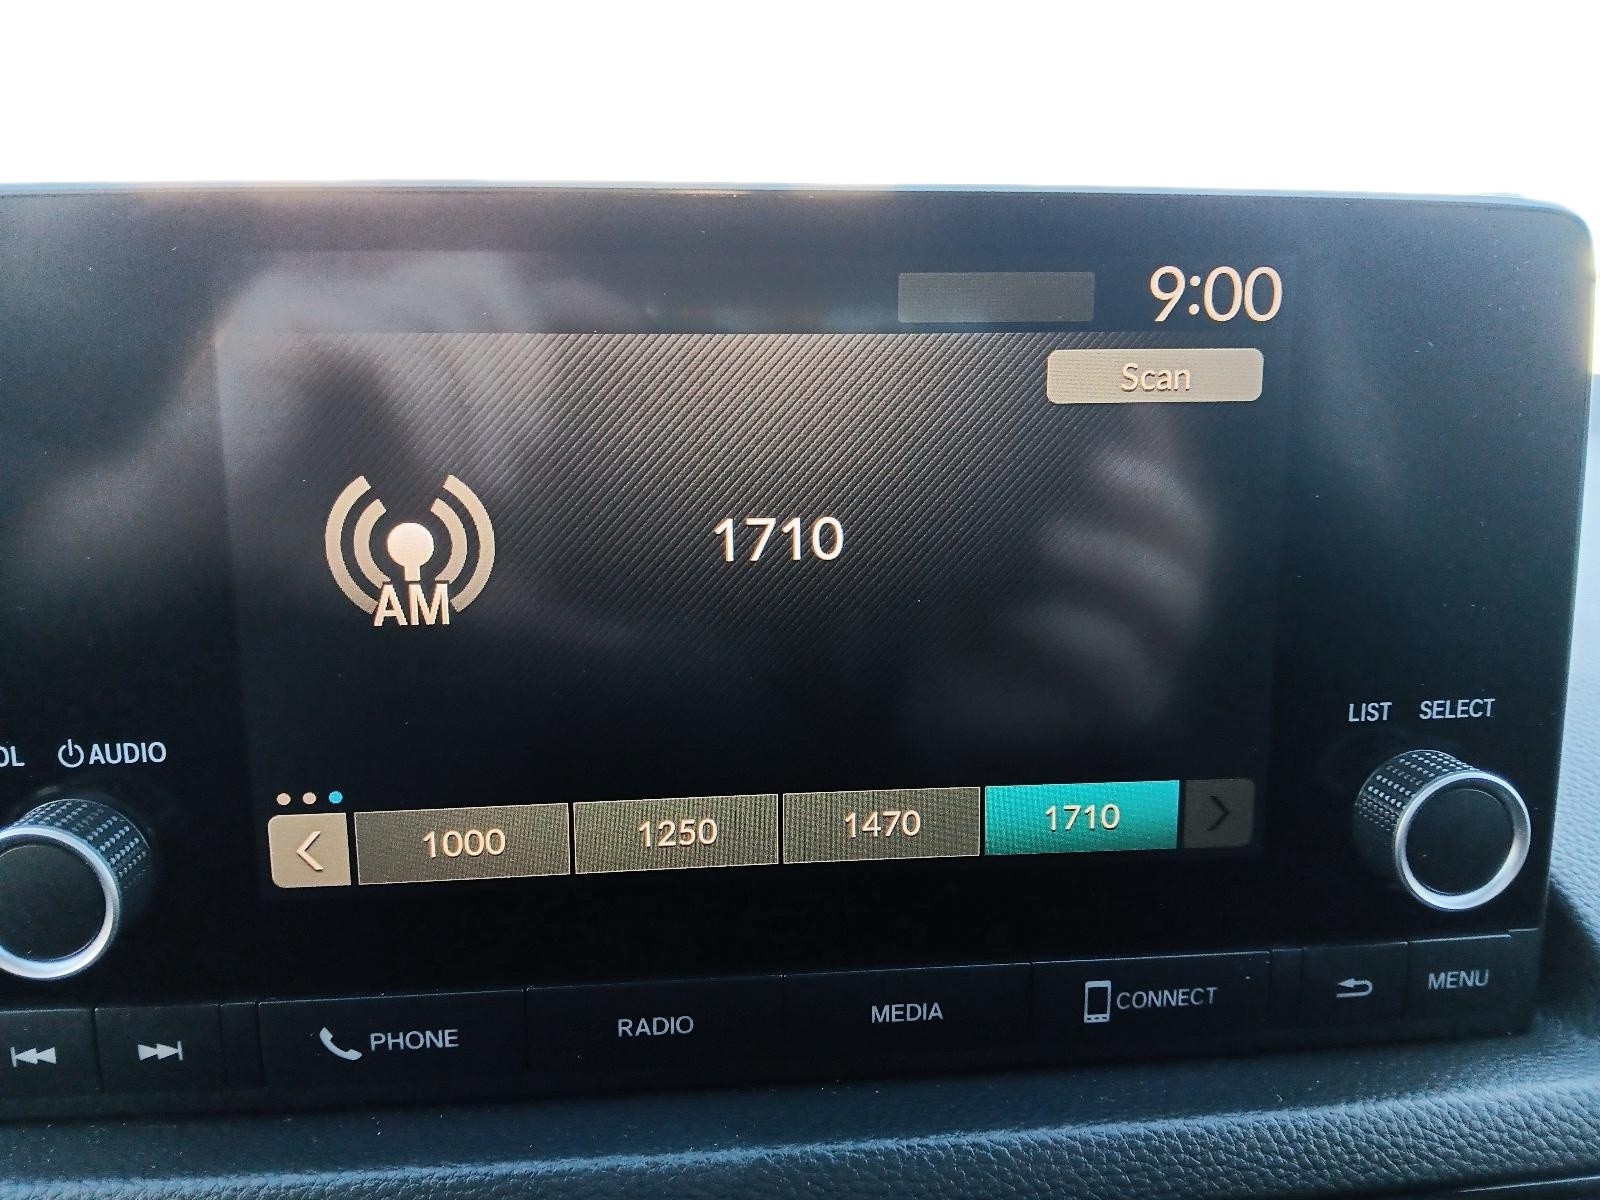 9:00
Scan
AM
1710
LIST SELECT
OL AUDIO
1000 1250 1470 1710
PHONE RADIO MEDIA CONNECT MENU